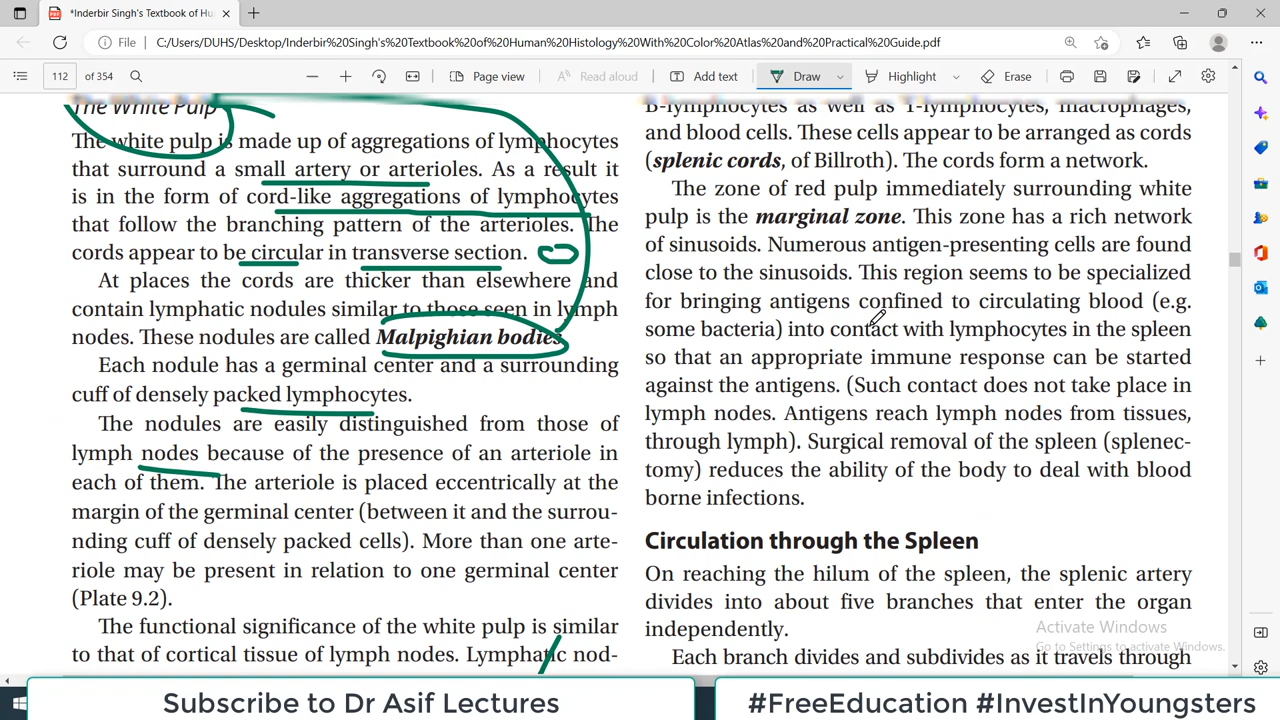 *Inderbir Singh's Textbook of Hu
File
C:/Users/DUHS/Desktop/Inderbir%20Singh's%20Textbook%20of%20Human%20Histology%20With%20Color%20Atlas%20and%20Practical%20Guide.pdf
112 of 354
Page view
Read aloud
Add text
Draw
Highlight
Erase
The White Pulp
The white pulp is made up of aggregations of lymphocytes
that surround a small artery or arterioles. As a result it
is in the form of cord-like aggregations of lymphocytes
that follow the branching pattern of the arterioles. The
cords appear to be circular in transverse section.
At places the cords are thicker than elsewhere and
contain lymphatic nodules similar to those seen in lymph
nodes. These nodules are called Malpighian bodies.
Each nodule has a germinal center and a surrounding
cuff of densely packed lymphocytes.
The nodules are easily distinguished from those of
lymph nodes because of the presence of an arteriole in
each of them. The arteriole is placed eccentrically at the
margin of the germinal center (between it and the surrou-
nding cuff of densely packed cells). More than one arte-
riole may be present in relation to one germinal center
(Plate 9.2).
The functional significance of the white pulp is similar
to that of cortical tissue of lymph nodes. Lymphatic nod-
B-lymphocytes as well as T-lymphocytes, macrophages,
and blood cells. These cells appear to be arranged as cords
(splenic cords, of Billroth). The cords form a network.
The zone of red pulp immediately surrounding white
pulp is the marginal zone. This zone has a rich network
of sinusoids. Numerous antigen-presenting cells are found
close to the sinusoids. This region seems to be specialized
for bringing antigens confined to circulating blood (e.g.
some bacteria) into contact with lymphocytes in the spleen
so that an appropriate immune response can be started
against the antigens. (Such contact does not take place in
lymph nodes. Antigens reach lymph nodes from tissues,
through lymph). Surgical removal of the spleen (splenec-
tomy) reduces the ability of the body to deal with blood
borne infections.
Circulation through the Spleen
On reaching the hilum of the spleen, the splenic artery
divides into about five branches that enter the organ
independently.
Each branch divides and subdivides as it travels through
Activate Windows
Go to Settings to activate Windows.
Subscribe to Dr Asif Lectures
#FreeEducation #InvestInYoungsters